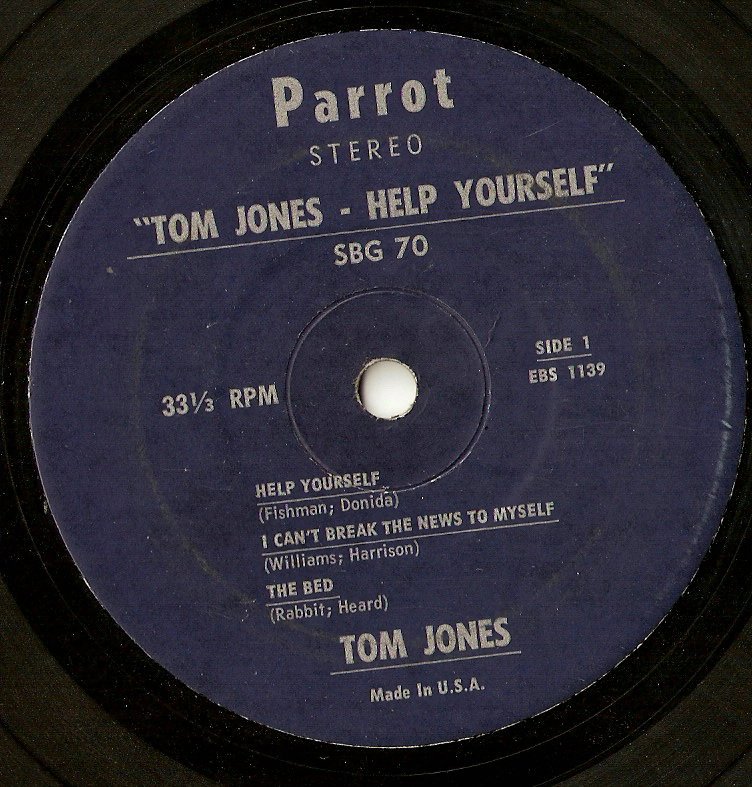 Parrot
STEREO
"TOM JONES - HELP YOURSELF"
SBG 70
SIDE 1
EBS 1139
33⅓ RPM
HELP YOURSELF
(Fishman; Donida)
I CAN'T BREAK THE NEWS TO MYSELF
(Williams; Harrison)
THE BED
(Rabbit; Heard)
TOM JONES
Made In U.S.A.